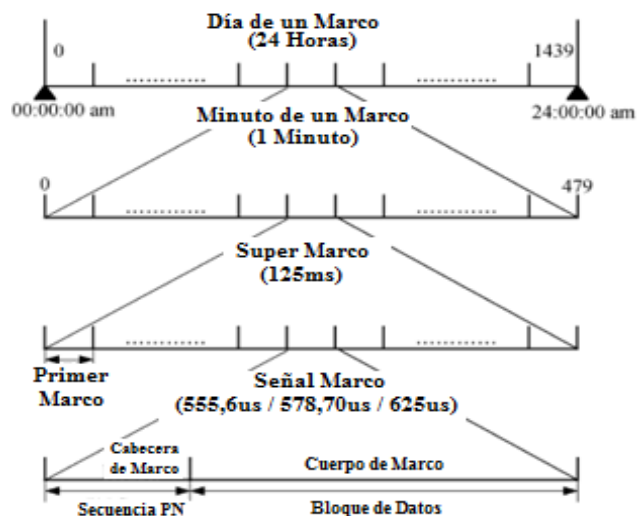 Día de un Marco
(24 Horas)
0
1439
00:00:00 am
24:00:00 am
Minuto de un Marco
(1 Minuto)
0
479
Super Marco
(125ms)
Primer
Marco
Señal Marco
(555,6us / 578,70us / 625us)
Cabecera
de Marco
Cuerpo de Marco
Secuencia PN
Bloque de Datos